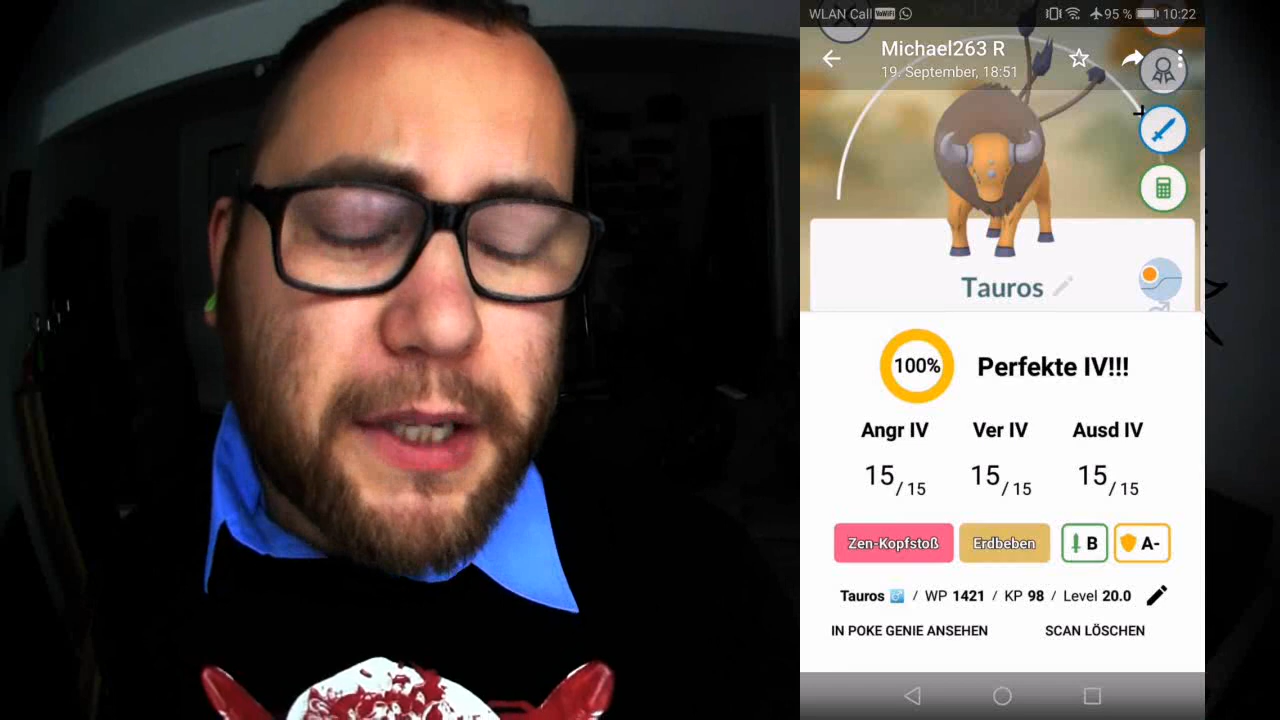 WLAN Call VoWiFi 95 % 10:22
Michael263 R
19. September, 18:51
Tauros
100% Perfekte IV!!!
Angr IV Ver IV Ausd IV
15/15 15/15 15/15
Zen-Kopfstoß Erdbeben B A-
Tauros / WP 1421 / KP 98 / Level 20.0
IN POKE GENIE ANSEHEN SCAN LÖSCHEN